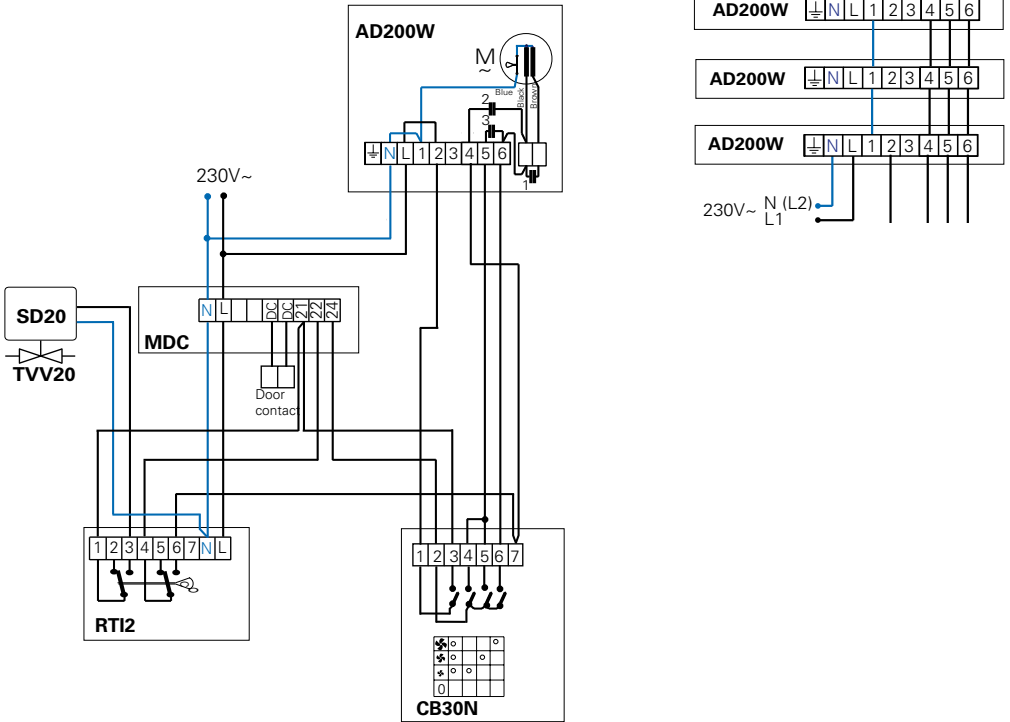 AD200W
M
~
Blue
Black
Brown
2
3
N L 1 2 3 4 5 6
1
230V~
SD20
TVV20
N L DC DC 21 22 24
MDC
Door
contact
1 2 3 4 5 6 7 N L
RTI2
1 2 3 4 5 6 7
0
CB30N
AD200W N L 1 2 3 4 5 6
AD200W N L 1 2 3 4 5 6
AD200W N L 1 2 3 4 5 6
230V~ N (L2)
L1